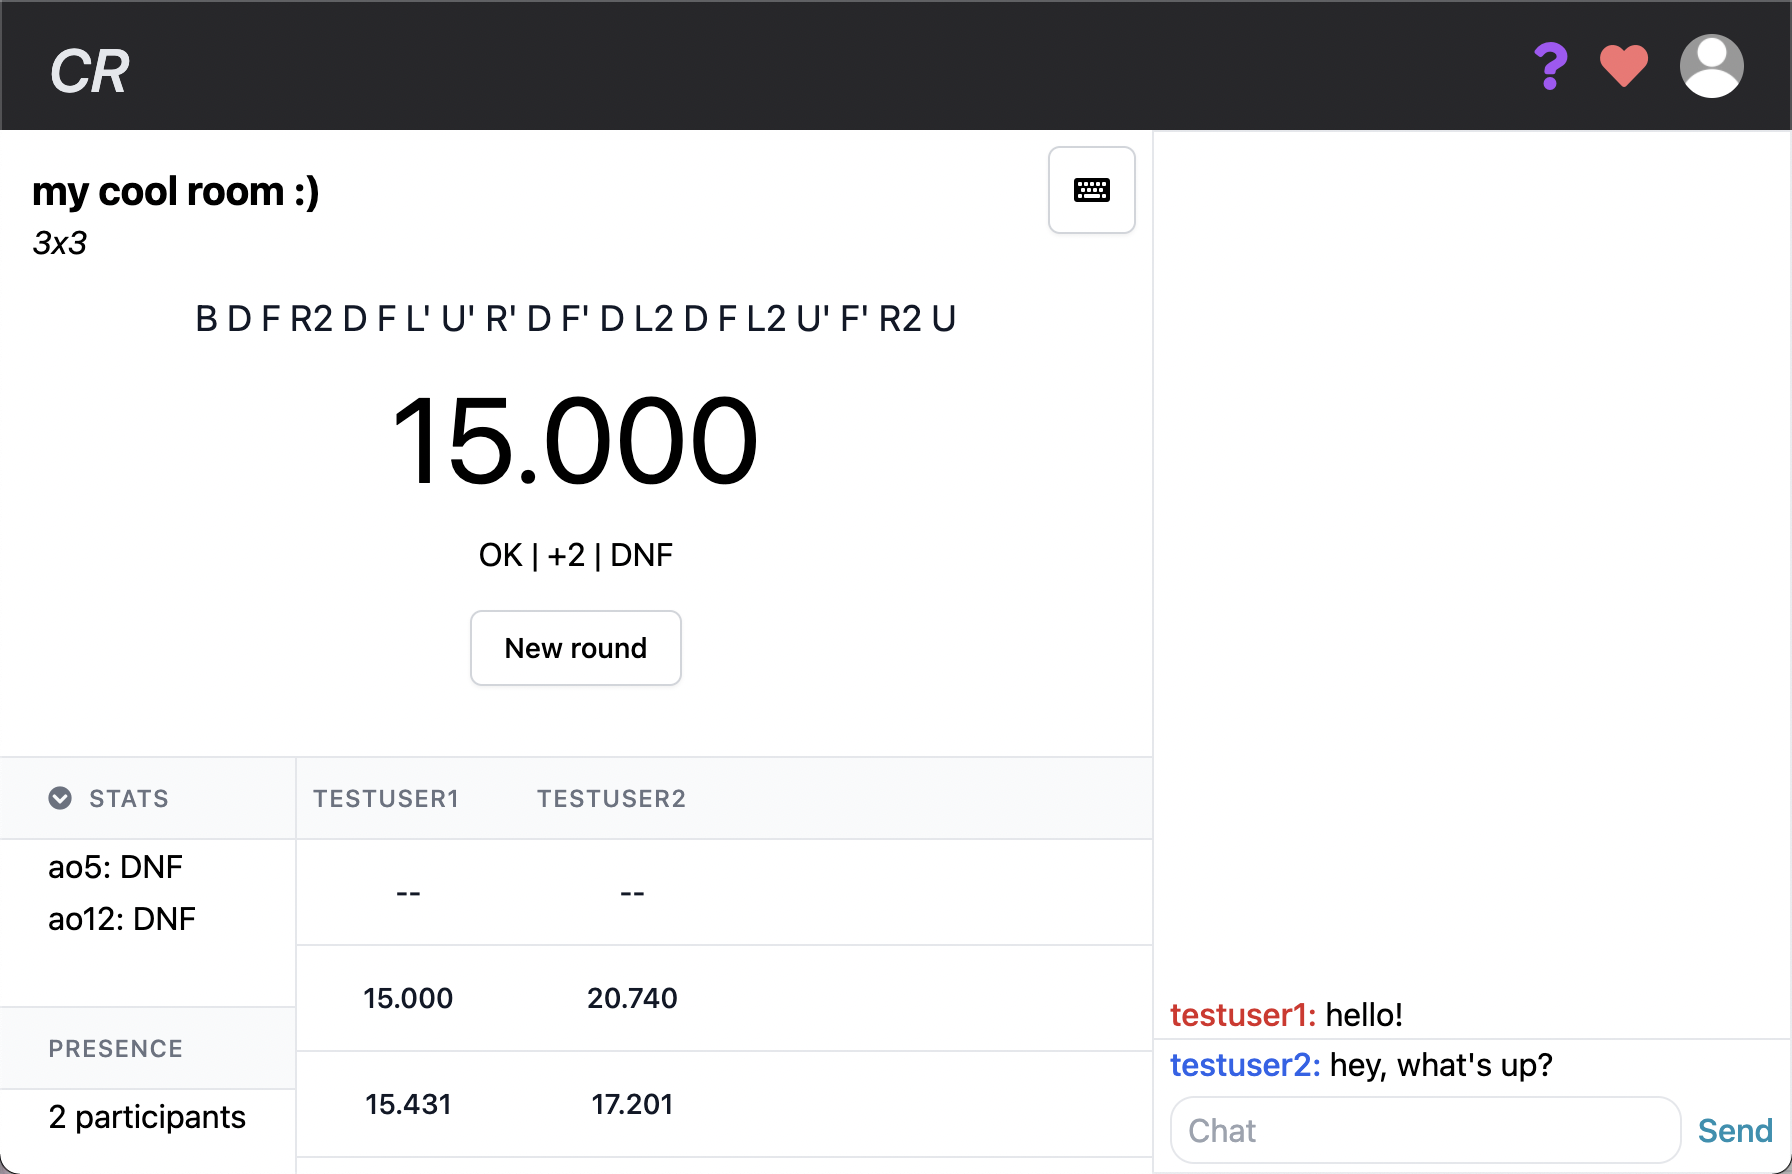 CR
?
my cool room :)
3x3
B D F R2 D F L' U' R' D F' D L2 D F L2 U' F' R2 U
15.000
OK | +2 | DNF
New round
STATS
TESTUSER1 TESTUSER2
ao5: DNF
ao12: DNF
-- --
15.000 20.740
PRESENCE
2 participants
15.431 17.201
testuser1: hello!
testuser2: hey, what's up?
Chat
Send